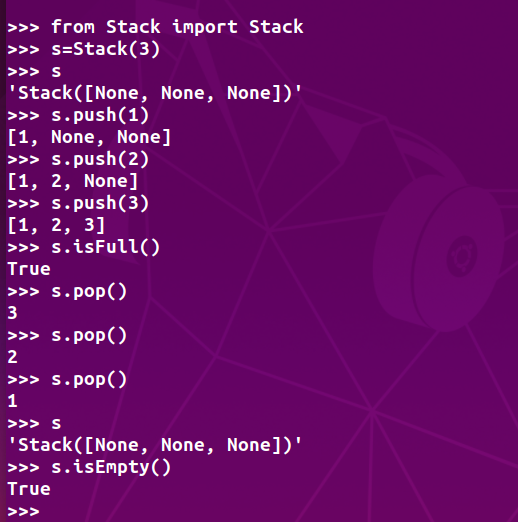 >>> from Stack import Stack
>>> s=Stack(3)
>>> s
'Stack([None, None, None])'
>>> s.push(1)
[1, None, None]
>>> s.push(2)
[1, 2, None]
>>> s.push(3)
[1, 2, 3]
>>> s.isFull()
True
>>> s.pop()
3
>>> s.pop()
2
>>> s.pop()
1
>>> s
'Stack([None, None, None])'
>>> s.isEmpty()
True
>>>